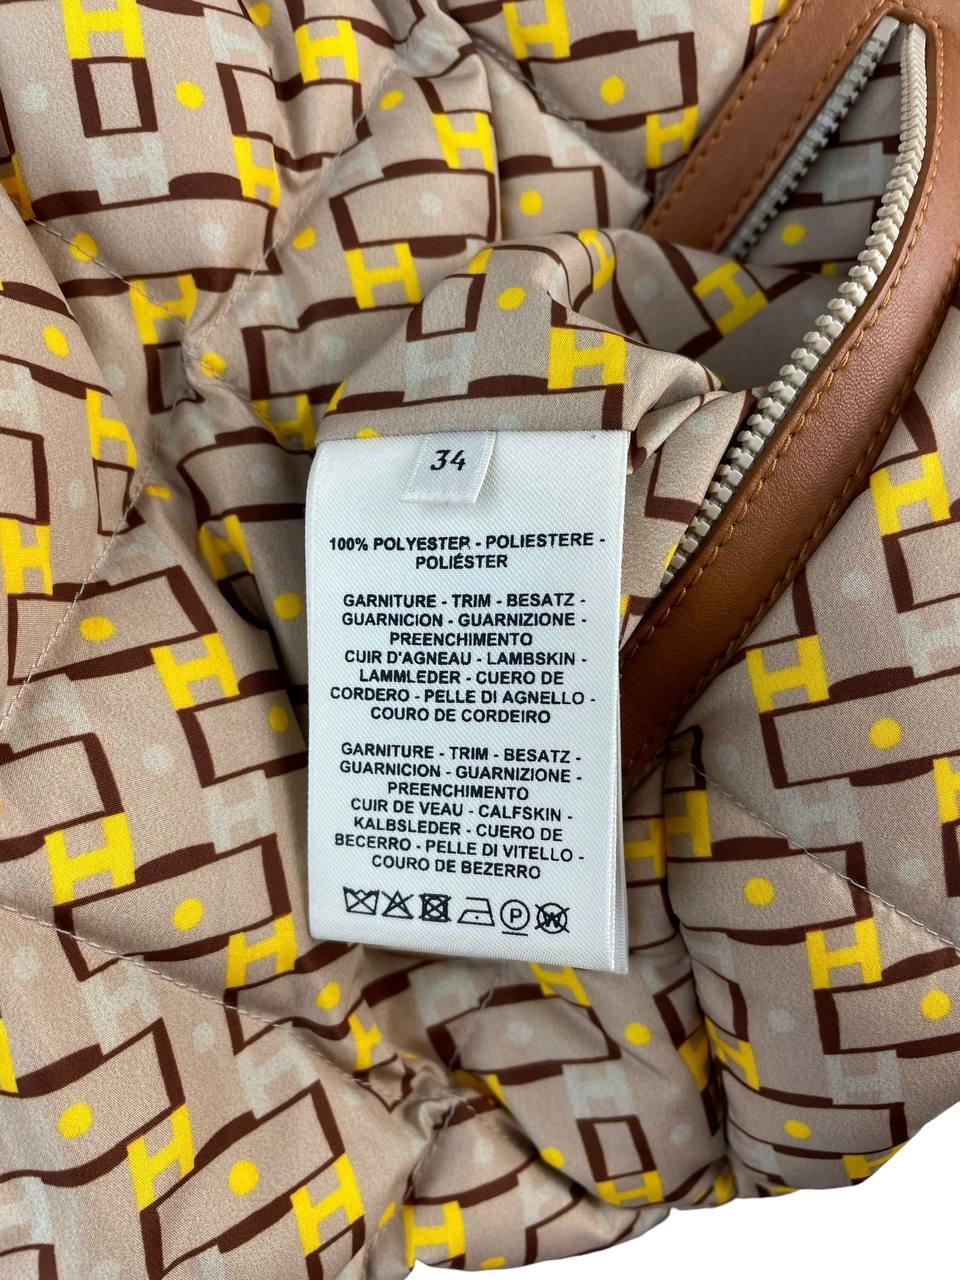 34
100% POLYESTER - POLIESTERE -
POLIÉSTER
GARNITURE - TRIM - BESATZ -
GUARNICION - GUARNIZIONE -
PREENCHIMENTO
CUIR D'AGNEAU - LAMBSKIN -
LAMMLEDER - CUERO DE
CORDERO - PELLE DI AGNELLO -
COURO DE CORDEIRO
GARNITURE - TRIM - BESATZ -
GUARNICION - GUARNIZIONE -
PREENCHIMENTO
CUIR DE VEAU - CALFSKIN -
KALBSLEDER - CUERO DE
BECERRO - PELLE DI VITELLO -
COURO DE BEZERRO
P W